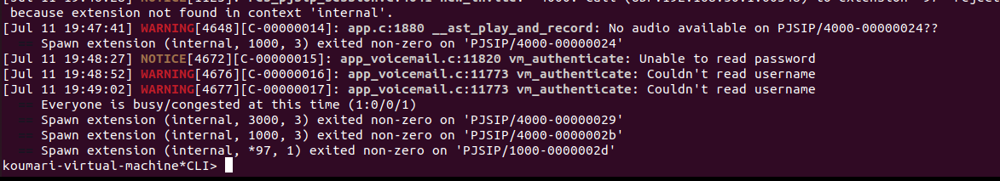 because extension not found in context 'internal'.
[Jul 11 19:47:41] WARNING[4648][C-00000014]: app.c:1880 __ast_play_and_record: No audio available on PJSIP/4000-00000024??
Spawn extension (internal, 1000, 3) exited non-zero on 'PJSIP/4000-00000024'
[Jul 11 19:48:27] NOTICE[4672][C-00000015]: app_voicemail.c:11820 vm_authenticate: Unable to read password
[Jul 11 19:48:52] WARNING[4676][C-00000016]: app_voicemail.c:11773 vm_authenticate: Couldn't read username
[Jul 11 19:49:02] WARNING[4677][C-00000017]: app_voicemail.c:11773 vm_authenticate: Couldn't read username
Everyone is busy/congested at this time (1:0/0/1)
Spawn extension (internal, 3000, 3) exited non-zero on 'PJSIP/4000-00000029'
Spawn extension (internal, 1000, 3) exited non-zero on 'PJSIP/4000-0000002b'
Spawn extension (internal, *97, 1) exited non-zero on 'PJSIP/1000-0000002d'
koumari-virtual-machine*CLI>